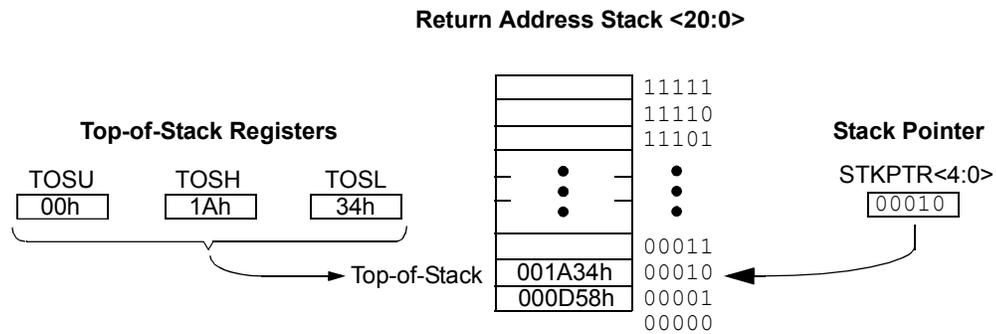 Return Address Stack <20:0>
11111
11110
11101
Top-of-Stack Registers
Stack Pointer
TOSU TOSH TOSL
STKPTR<4:0>
00h 1Ah 34h
00010
00011
Top-of-Stack 001A34h 00010
000D58h 00001
00000